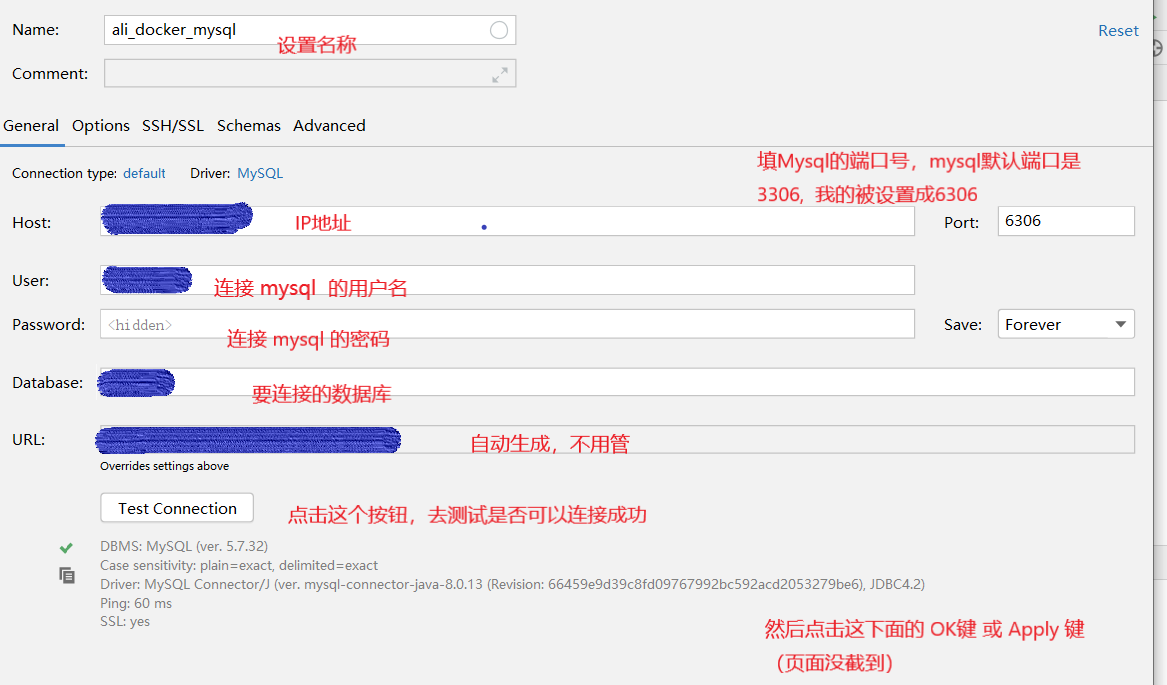 Name: ali_docker_mysql
设置名称
Reset
Comment:
General Options SSH/SSL Schemas Advanced
填Mysql的端口号，mysql默认端口是
3306, 我的被设置成6306
Connection type: default Driver: MySQL
Host: IP地址 Port: 6306
User: 连接 mysql 的用户名
Password: <hidden> Save: Forever
连接 mysql 的密码
Database: 要连接的数据库
URL: 自动生成，不用管
Overrides settings above
Test Connection 点击这个按钮，去测试是否可以连接成功
DBMS: MySQL (ver. 5.7.32)
Case sensitivity: plain=exact, delimited=exact
Driver: MySQL Connector/J (ver. mysql-connector-java-8.0.13 (Revision: 66459e9d39c8fd09767992bc592acd2053279be6), JDBC4.2)
Ping: 60 ms
SSL: yes
然后点击这下面的 OK键 或 Apply 键
（页面没截到）